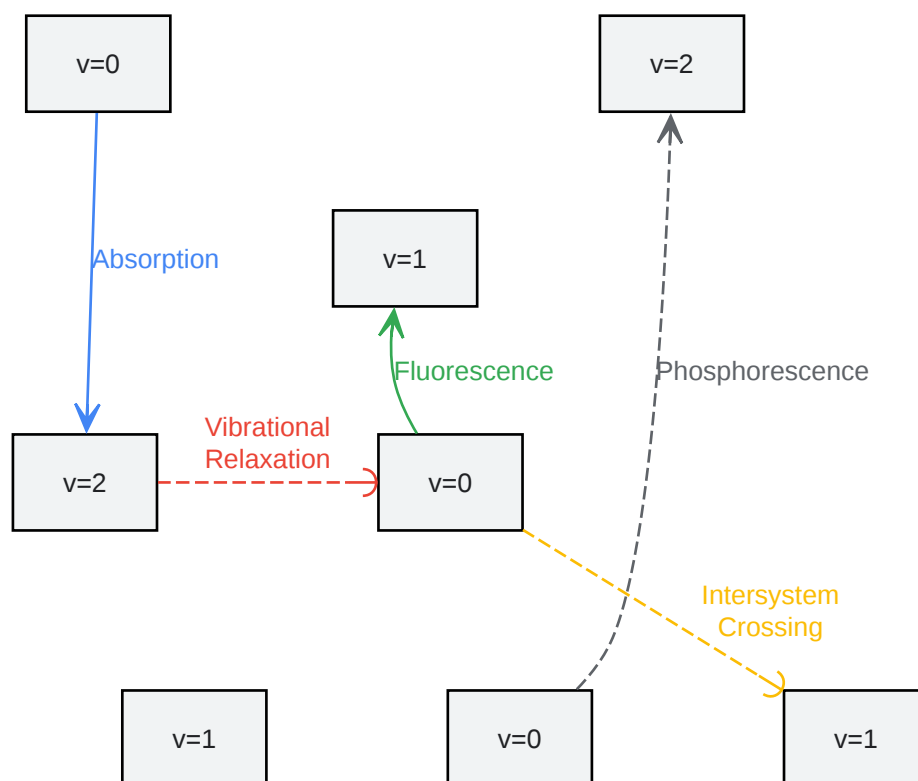 v=0
v=2
Absorption
v=1
Fluorescence
Phosphorescence
Vibrational
Relaxation
v=2
v=0
Intersystem
Crossing
v=1
v=0
v=1